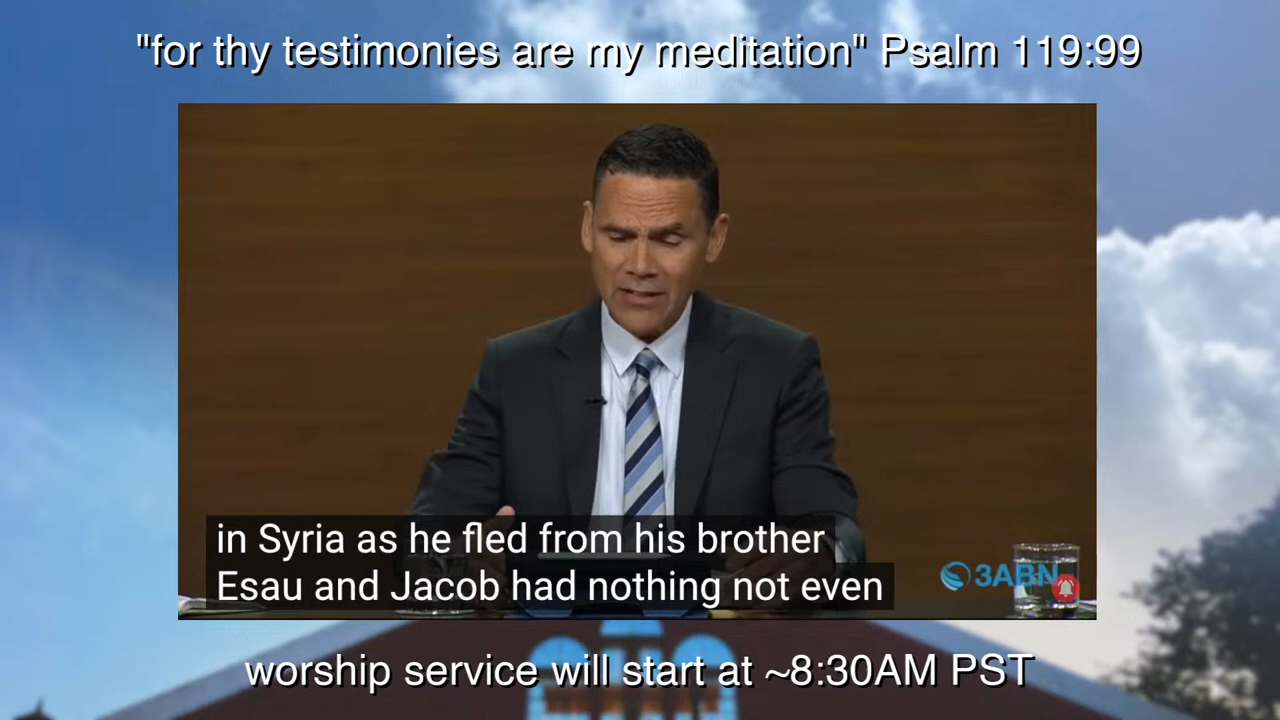 "for thy testimonies are my meditation" Psalm 119:99
in Syria as he fled from his brother
Esau and Jacob had nothing not even
3ABN
worship service will start at ~8:30AM PST